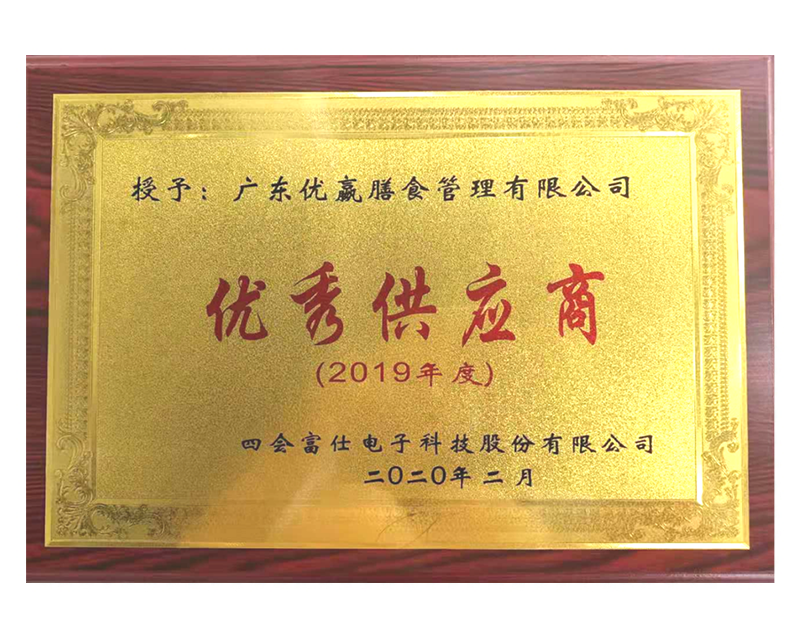 授予：广东优赢膳食管理有限公司
优秀供应商
(2019年度)
四会富仕电子科技股份有限公司
二〇二〇年二月